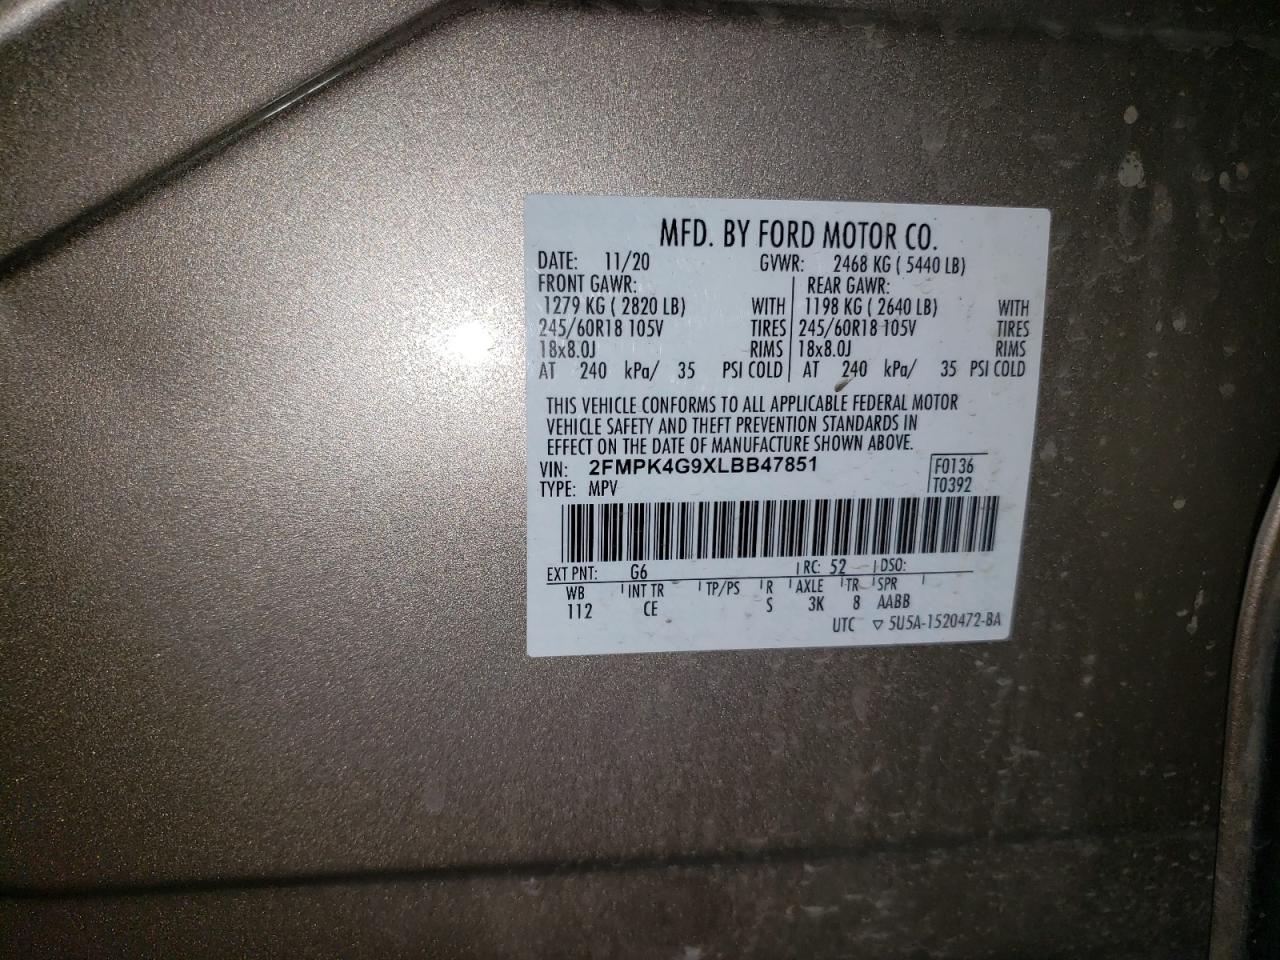 MFD. BY FORD MOTOR CO.
DATE: 11/20 GVWR: 2468 KG ( 5440 LB)
FRONT GAWR: REAR GAWR:
1279 KG ( 2820 LB) WITH 1198 KG ( 2640 LB) WITH
245/60R18 105V TIRES 245/60R18 105V TIRES
18x8.0J RIMS 18x8.0J RIMS
AT 240 kPa/ 35 PSI COLD AT 240 kPa/ 35 PSI COLD
THIS VEHICLE CONFORMS TO ALL APPLICABLE FEDERAL MOTOR
VEHICLE SAFETY AND THEFT PREVENTION STANDARDS IN
EFFECT ON THE DATE OF MANUFACTURE SHOWN ABOVE.
VIN: 2FMPK4G9XLBB47851 F0136
TYPE: MPV T0392
EXT PNT: G6 RC: 52 DSO:
WB INT TR TP/PS R AXLE TR SPR
112 CE S 3K 8 AABB
UTC ▽ 5U5A-1520472-BA